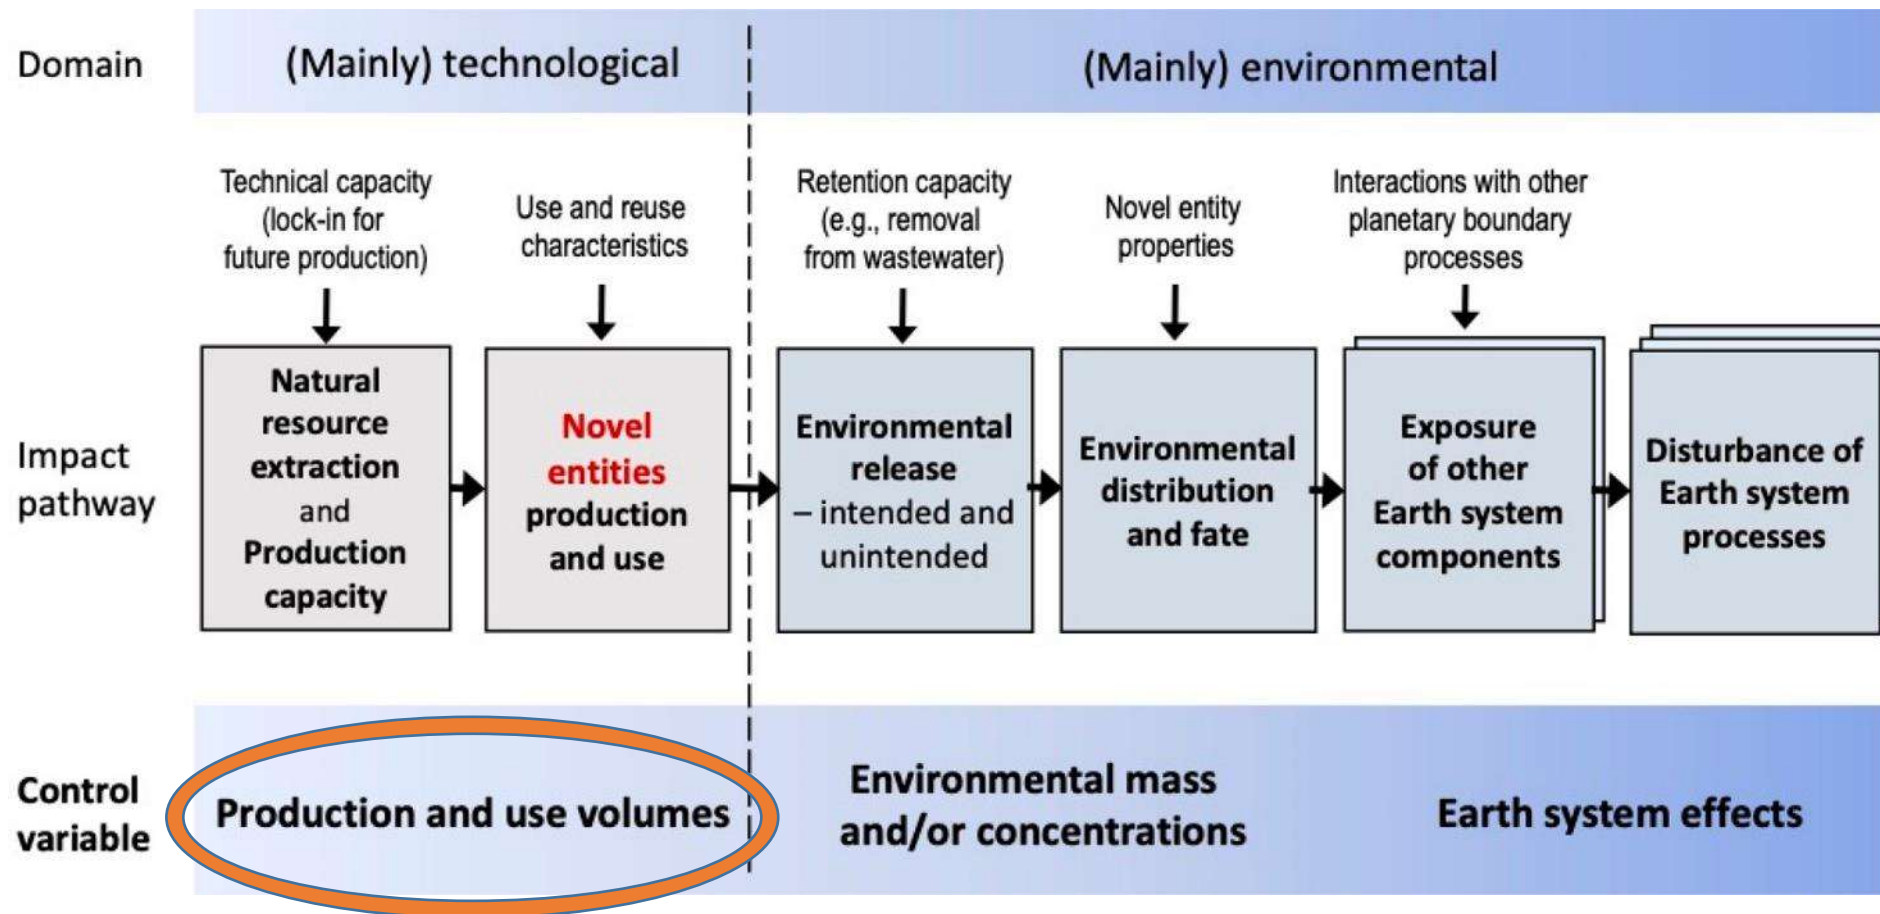 Domain
(Mainly) technological
(Mainly) environmental
Technical capacity
(lock-in for
future production)
Use and reuse
characteristics
Retention capacity
(e.g., removal
from wastewater)
Novel entity
properties
Interactions with other
planetary boundary
processes
Impact
pathway
Natural
resource
extraction
and
Production
capacity
Novel
entities
production
and use
Environmental
release
– intended and
unintended
Environmental
distribution
and fate
Exposure
of other
Earth system
components
Disturbance of
Earth system
processes
Control
variable
Production and use volumes
Environmental mass
and/or concentrations
Earth system effects